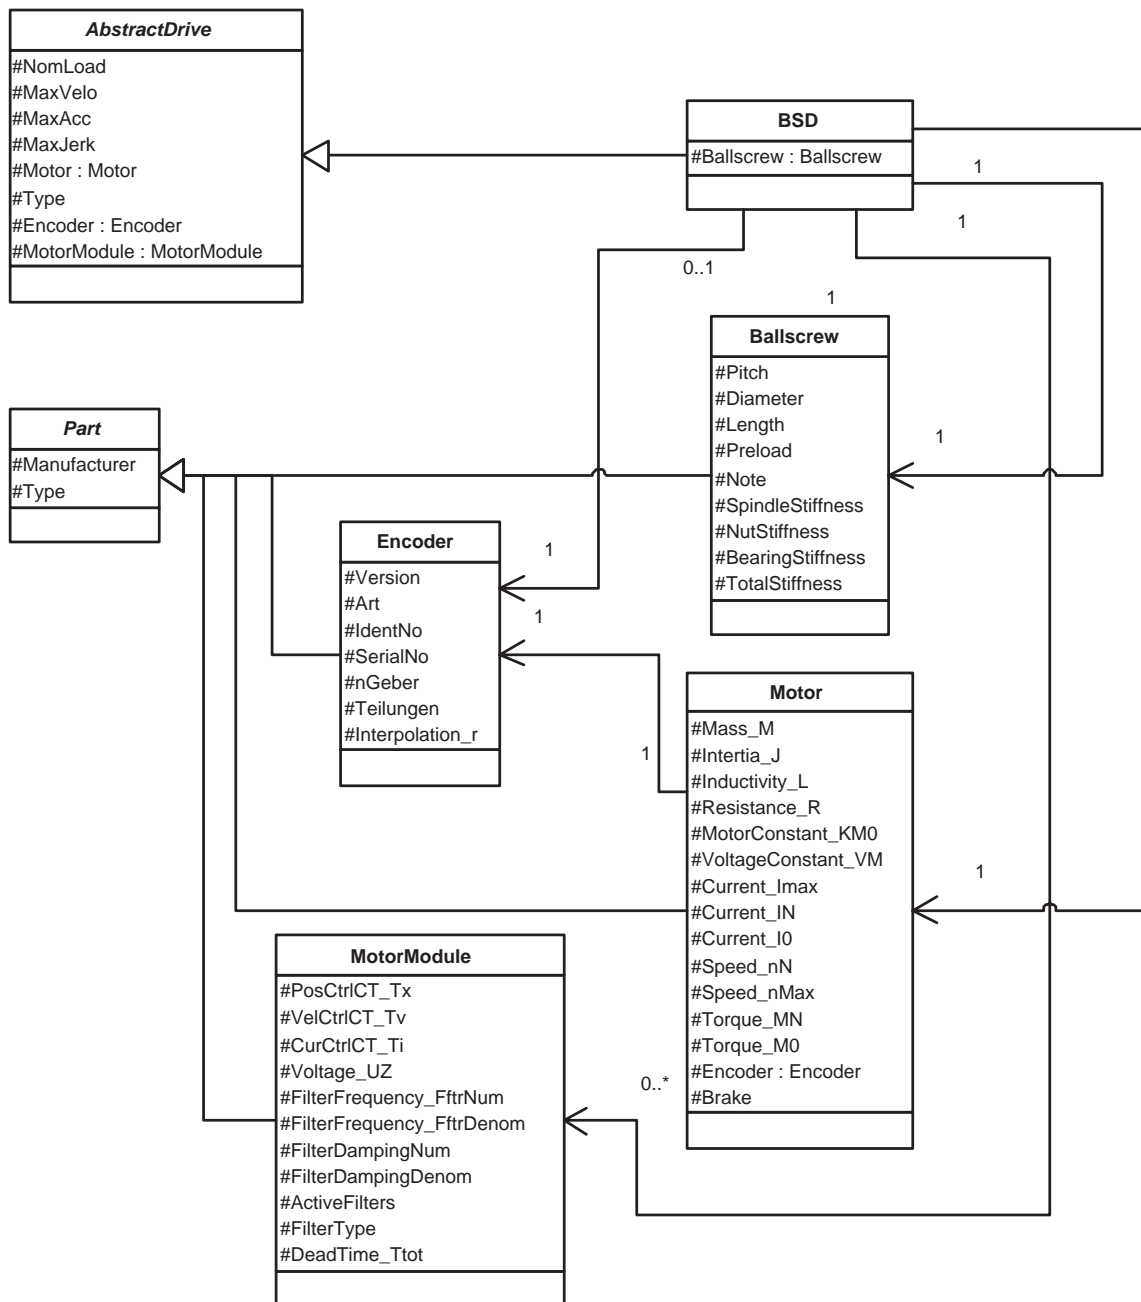 AbstractDrive
#NomLoad
#MaxVelo
#MaxAcc
#MaxJerk
#Motor : Motor
#Type
#Encoder : Encoder
#MotorModule : MotorModule
BSD
#Ballscrew : Ballscrew
1
1
0..1
1
Ballscrew
#Pitch
#Diameter
#Length
#Preload
#Note
#SpindleStiffness
#NutStiffness
#BearingStiffness
#TotalStiffness
1
Part
#Manufacturer
#Type
Encoder
#Version
#Art
#IdentNo
#SerialNo
#nGeber
#Teilungen
#Interpolation_r
1
1
1
Motor
#Mass_M
#Intertia_J
#Inductivity_L
#Resistance_R
#MotorConstant_KM0
#VoltageConstant_VM
#Current_Imax
#Current_IN
#Current_I0
#Speed_nN
#Speed_nMax
#Torque_MN
#Torque_M0
#Encoder : Encoder
#Brake
1
0..*
MotorModule
#PosCtrlCT_Tx
#VelCtrlCT_Tv
#CurCtrlCT_Ti
#Voltage_UZ
#FilterFrequency_FftrNum
#FilterFrequency_FftrDenom
#FilterDampingNum
#FilterDampingDenom
#ActiveFilters
#FilterType
#DeadTime_Ttot